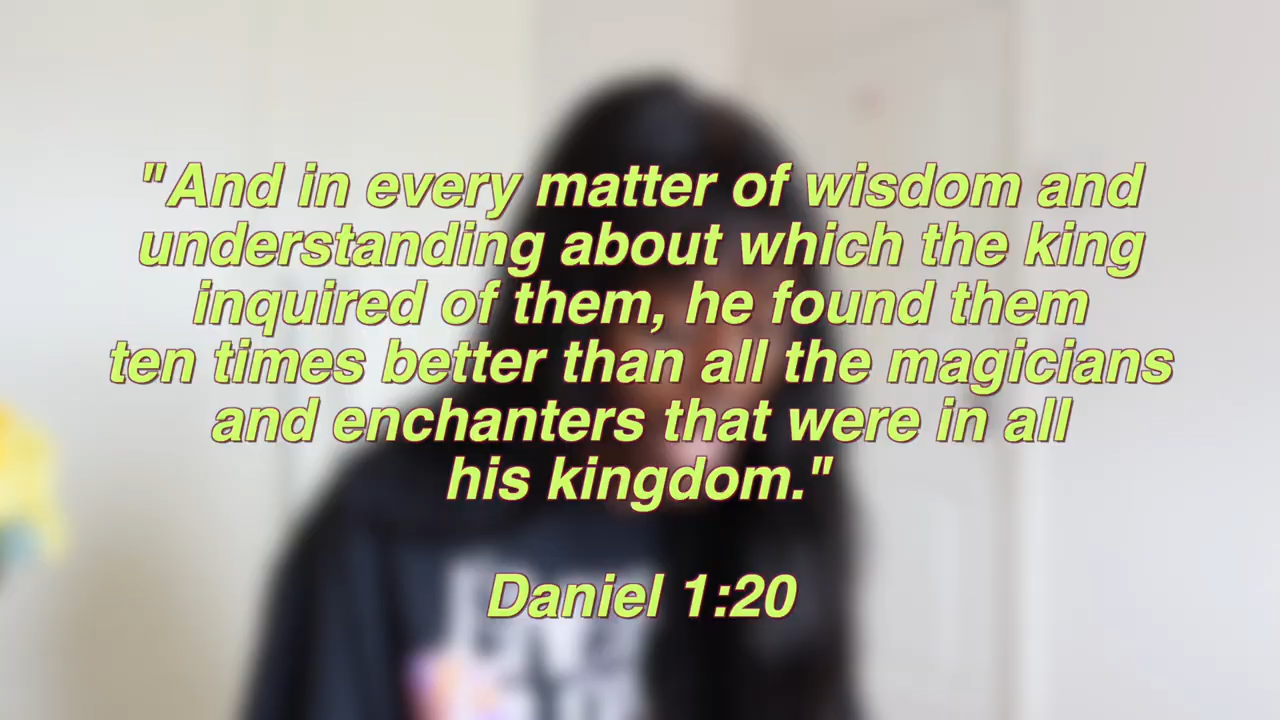 "And in every matter of wisdom and
understanding about which the king
inquired of them, he found them
ten times better than all the magicians
and enchanters that were in all
his kingdom."
Daniel 1:20